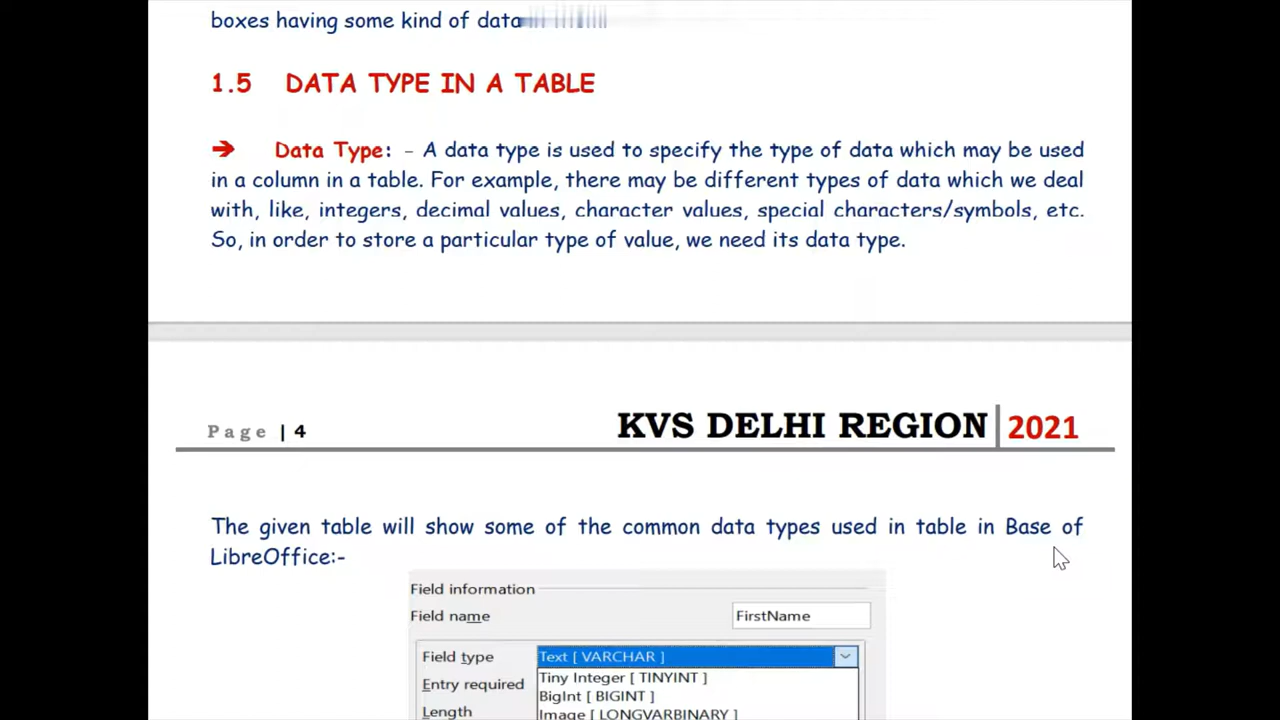 boxes having some kind of data
1.5 DATA TYPE IN A TABLE
➔ Data Type: - A data type is used to specify the type of data which may be used
in a column in a table. For example, there may be different types of data which we deal
with, like, integers, decimal values, character values, special characters/symbols, etc.
So, in order to store a particular type of value, we need its data type.
Page | 4 KVS DELHI REGION 2021
The given table will show some of the common data types used in table in Base of
LibreOffice:-
Field information
Field name FirstName
Field type Text [ VARCHAR ]
Tiny Integer [ TINYINT ]
Entry required
BigInt [ BIGINT ]
Length
Image [ LONGVARBINARY ]